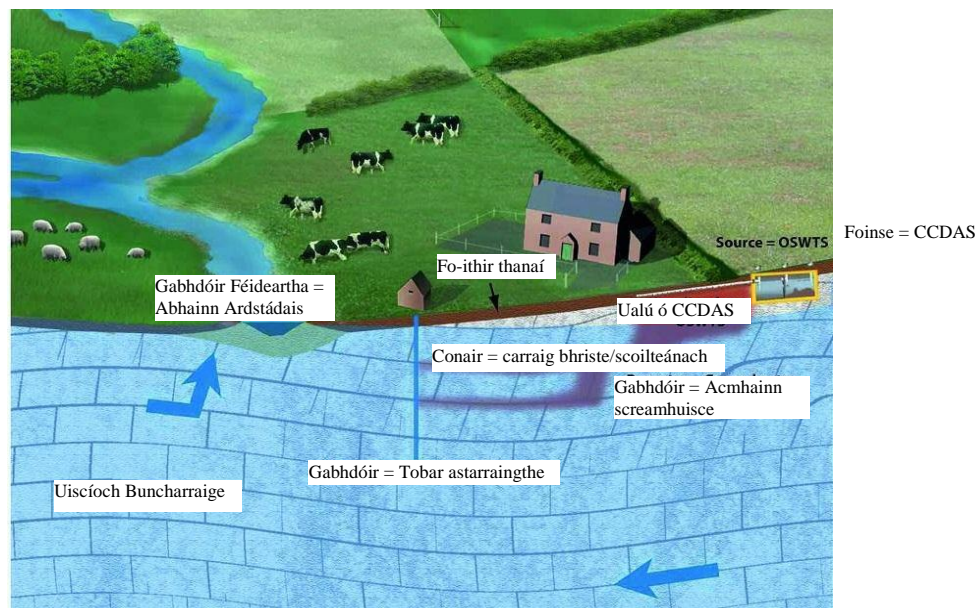 Source = OSWTS
Foinse = CCDAS
Fo-ithir thanaí
Gabhdóir Féideartha =
Abhainn Ardstádais
Ualú ó CCDAS
OSWTS
Conair = carraig bhriste/scoilteánach
Gabhdóir = Acmhainn
screamhuisce
Gabhdóir = Tobar astarraingthe
Uiscíoch Buncharraige